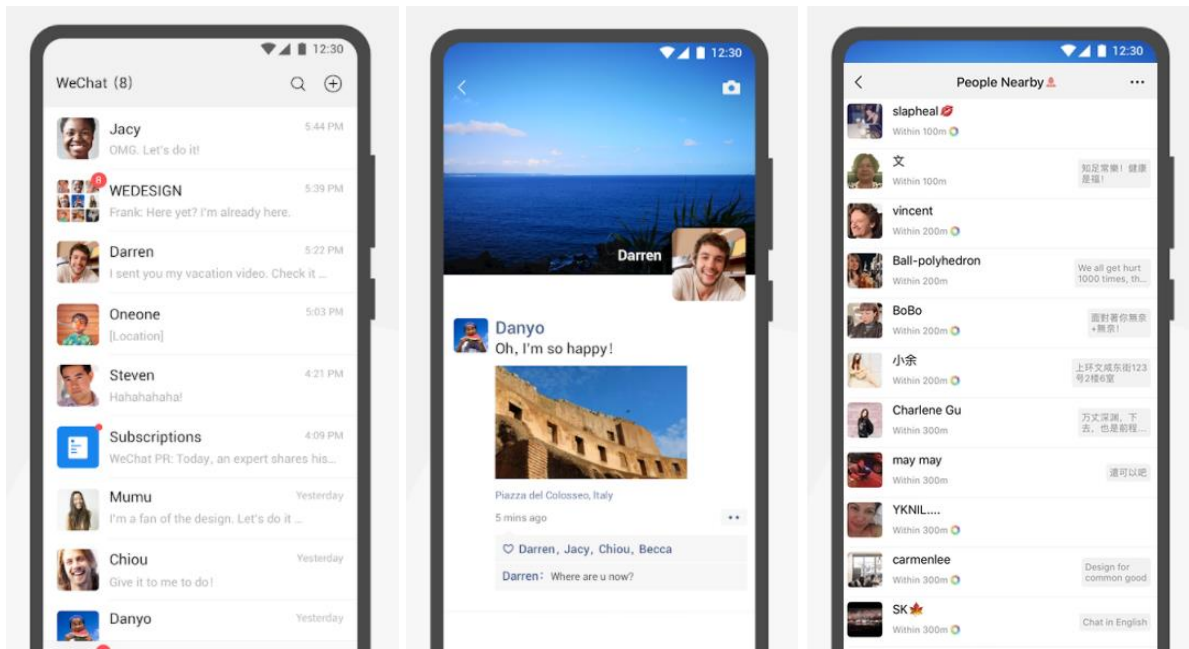 12:30
WeChat (8)
Jacy
5:44 PM
OMG. Let's do it!
8
WEDESIGN
5:39 PM
Frank: Here yet? I'm already here.
Darren
5:22 PM
I sent you my vacation video. Check it ...
Oneone
5:03 PM
[Location]
Steven
4:21 PM
Hahahahaha!
Subscriptions
4:09 PM
WeChat PR: Today, an expert shares his...
Mumu
Yesterday
I'm a fan of the design. Let's do it ...
Chiou
Yesterday
Give it to me to do!
Danyo
Yesterday
12:30
Darren
Danyo
Oh, I'm so happy!
Piazza del Colosseo, Italy
5 mins ago
Darren, Jacy, Chiou, Becca
Darren: Where are u now?
12:30
People Nearby
slapheal
Within 100m
文
Within 100m
知足常樂！健康
是福！
vincent
Within 200m
Ball-polyhedron
Within 200m
We all get hurt
1000 times, th...
BoBo
Within 200m
面對著你無奈
+無奈!
小余
Within 200m
上环文咸东街123
号2楼6室
Charlene Gu
Within 300m
万丈深渊，下
去，也是前程...
may may
Within 300m
還可以吧
YKNIL....
Within 300m
carmenlee
Within 300m
Design for
common good
SK
Within 300m
Chat in English